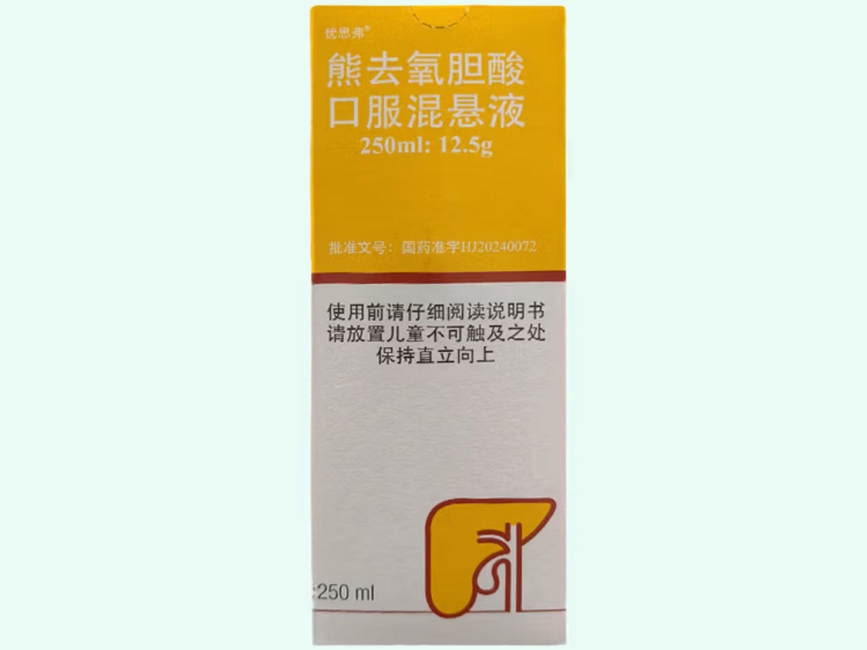 优思弗®
熊去氧胆酸
口服混悬液
250ml: 12.5g
批准文号：国药准字HJ20240072
使用前请仔细阅读说明书
请放置儿童不可触及之处
保持直立向上
250 ml